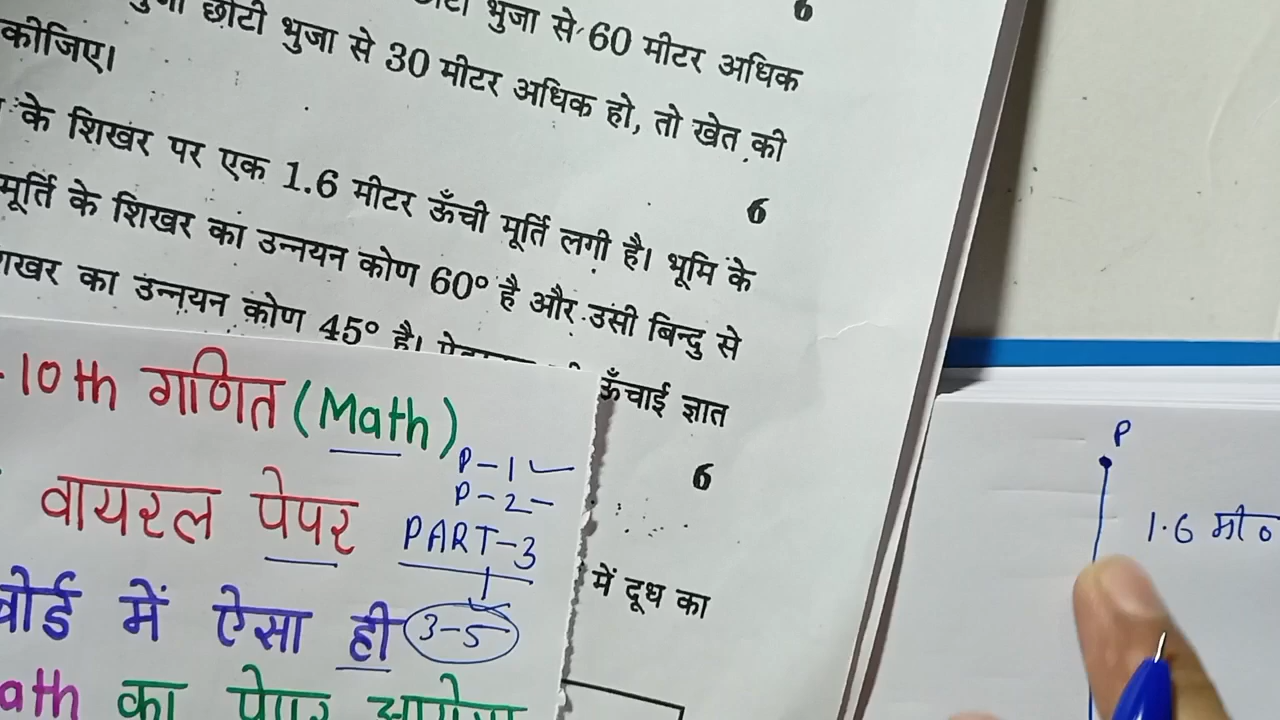 भुजा से 60 मीटर अधिक
6
छोटी भुजा से 30 मीटर अधिक हो, तो खेत की
कीजिए।
6
के शिखर पर एक 1.6 मीटर ऊँची मूर्ति लगी है। भूमि के
मूर्ति के शिखर का उन्नयन कोण 60° है और उसी बिन्दु से
का उन्नयन कोण 45° है।
ऊँचाई ज्ञात
6
में दूध का
10th गणित (Math)
P-1
P-2
वायरल पेपर
PART-3
3-5
में ऐसा ही
का पेपर
P
1.6 मी०